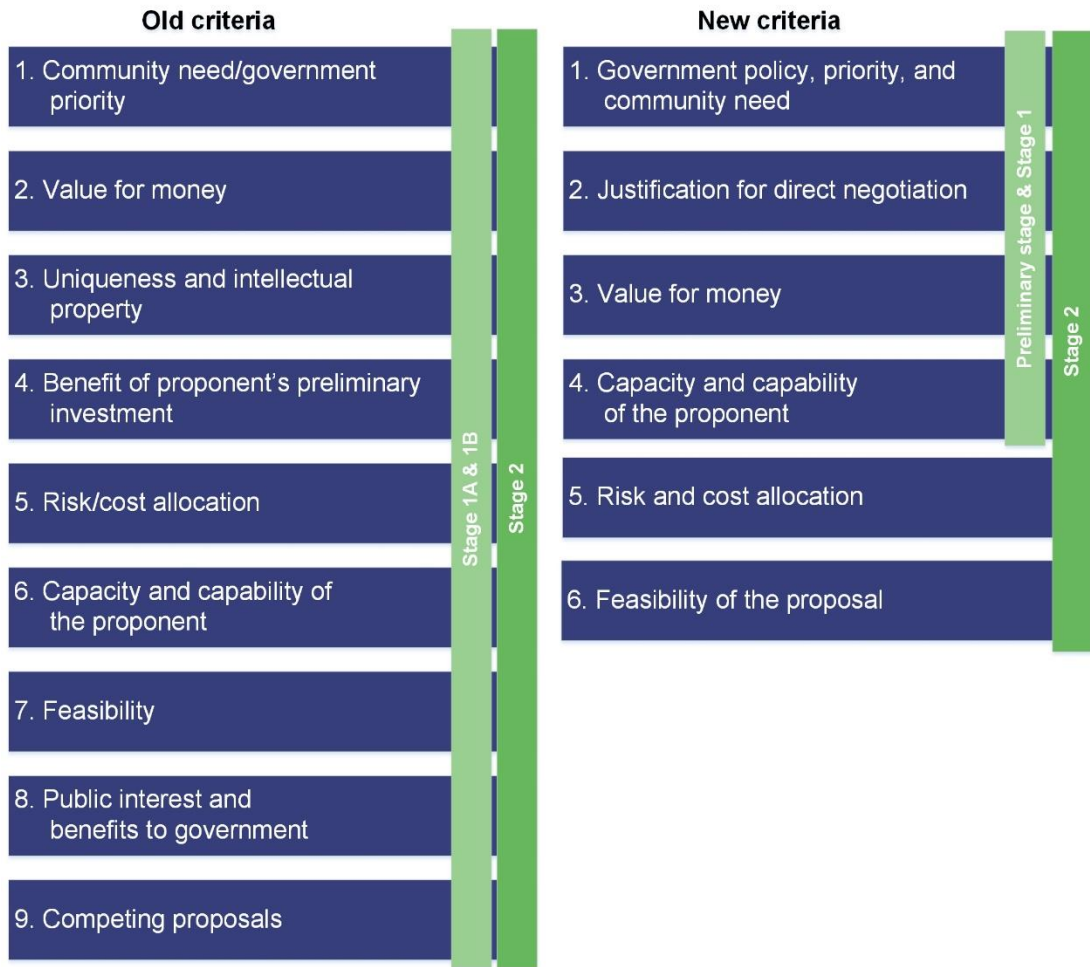 Old criteria
1. Community need/government
priority
2. Value for money
3. Uniqueness and intellectual
property
4. Benefit of proponent's preliminary
investment
5. Risk/cost allocation
6. Capacity and capability of
the proponent
7. Feasibility
8. Public interest and
benefits to government
9. Competing proposals
Stage 1A & 1B
Stage 2
New criteria
1. Government policy, priority, and
community need
2. Justification for direct negotiation
3. Value for money
4. Capacity and capability
of the proponent
5. Risk and cost allocation
6. Feasibility of the proposal
Preliminary stage & Stage 1
Stage 2